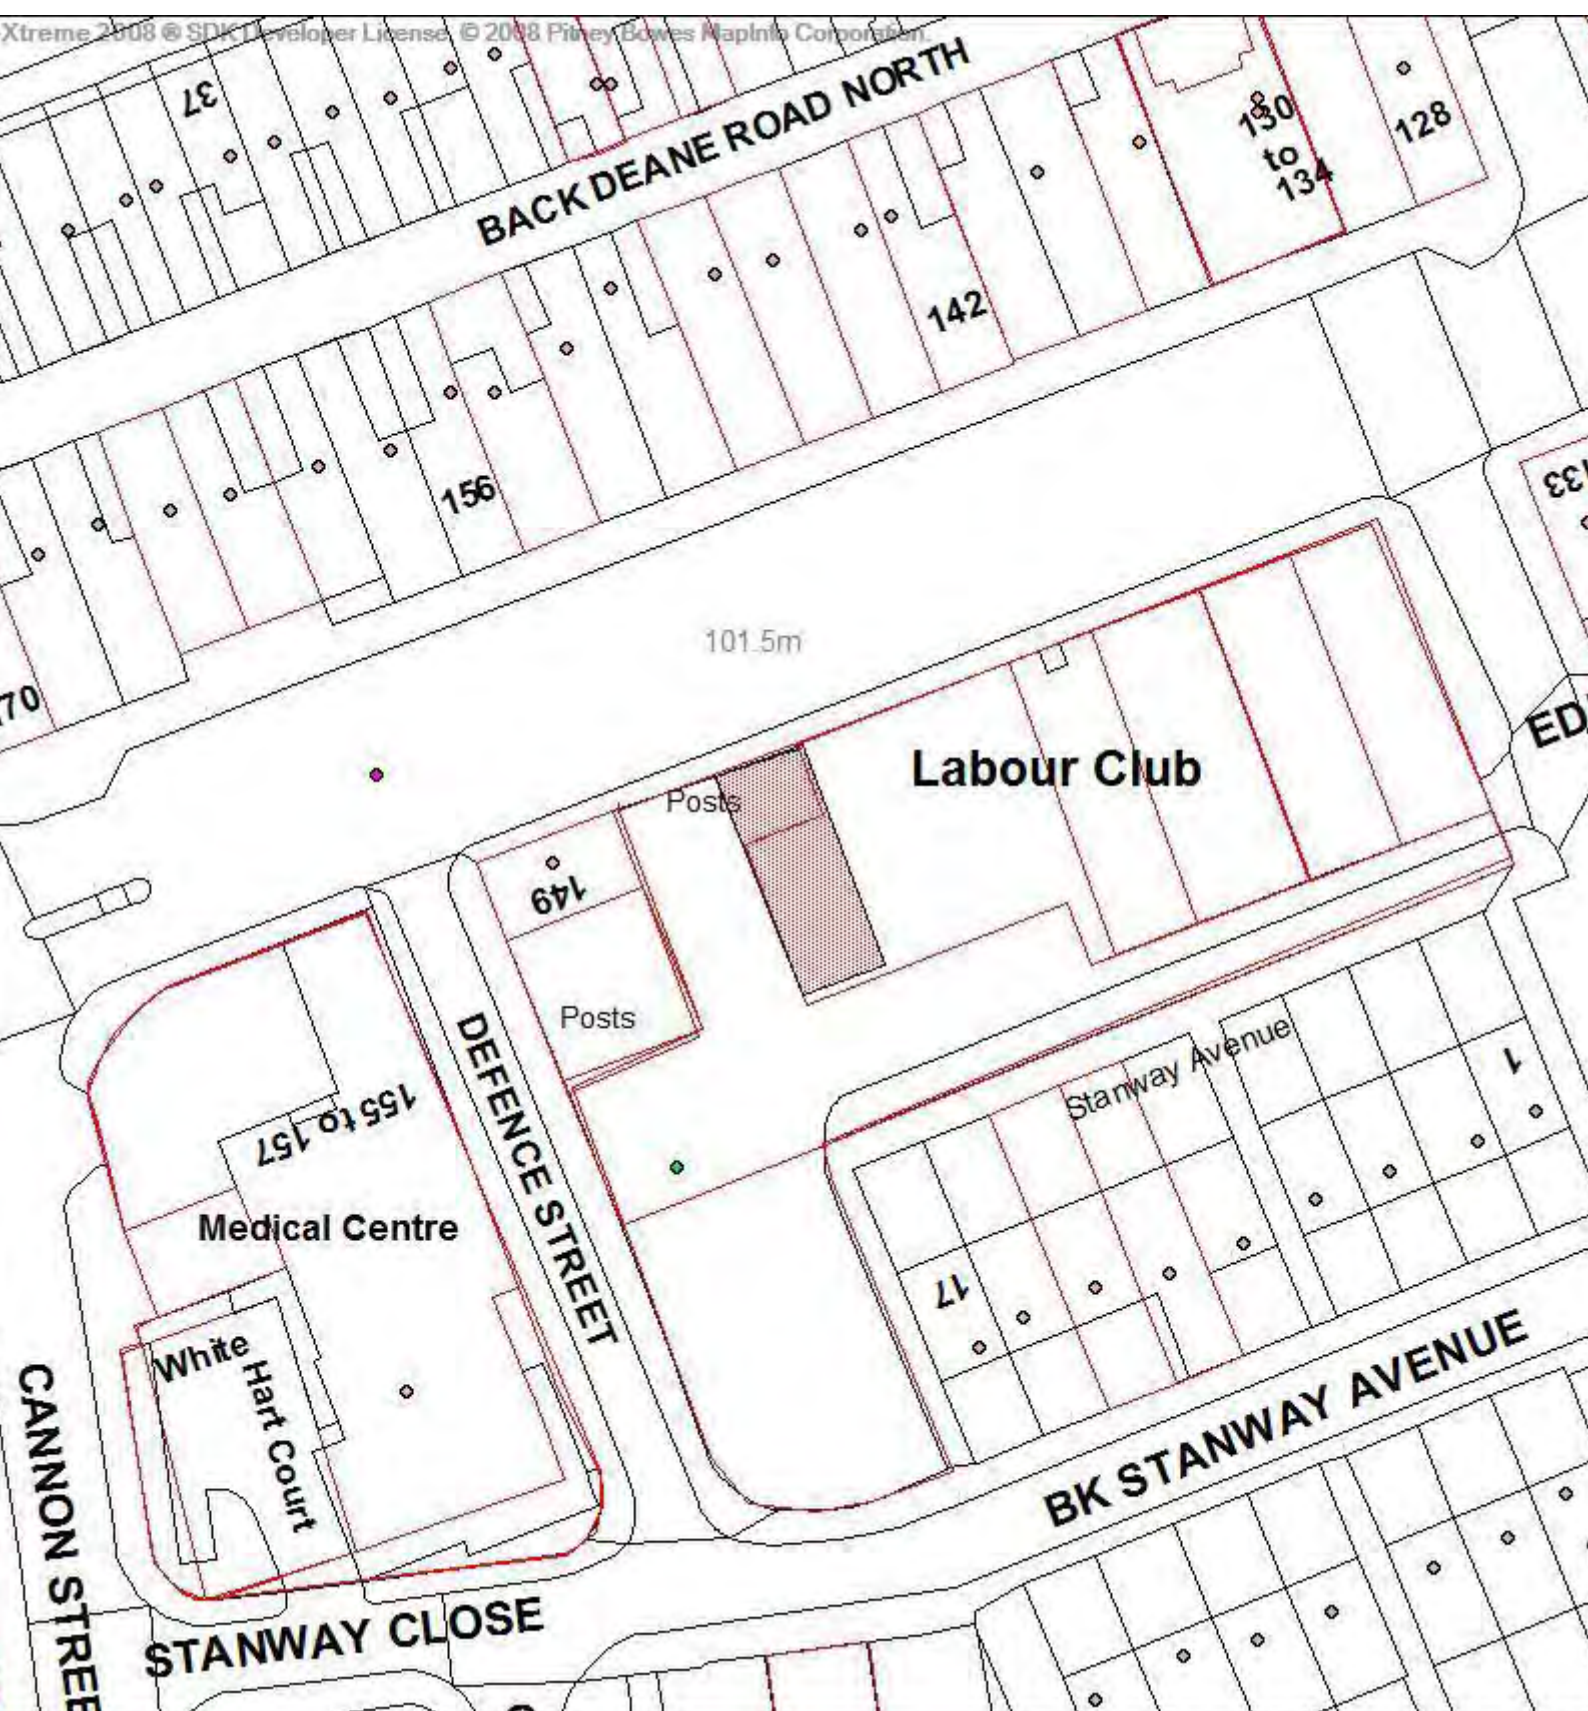 Xtreme 2008 ® SDK Developer License. © 2008 Pitney Bowes MapInfo Corporation.
37
BACK DEANE ROAD NORTH
130
to
134
128
142
156
133
170
101.5m
ED
Labour Club
Posts
149
Posts
DEFENCE STREET
155 to 157
Medical Centre
White
Hart Court
Stanway Avenue
1
17
CANNON STREE
BK STANWAY AVENUE
STANWAY CLOSE